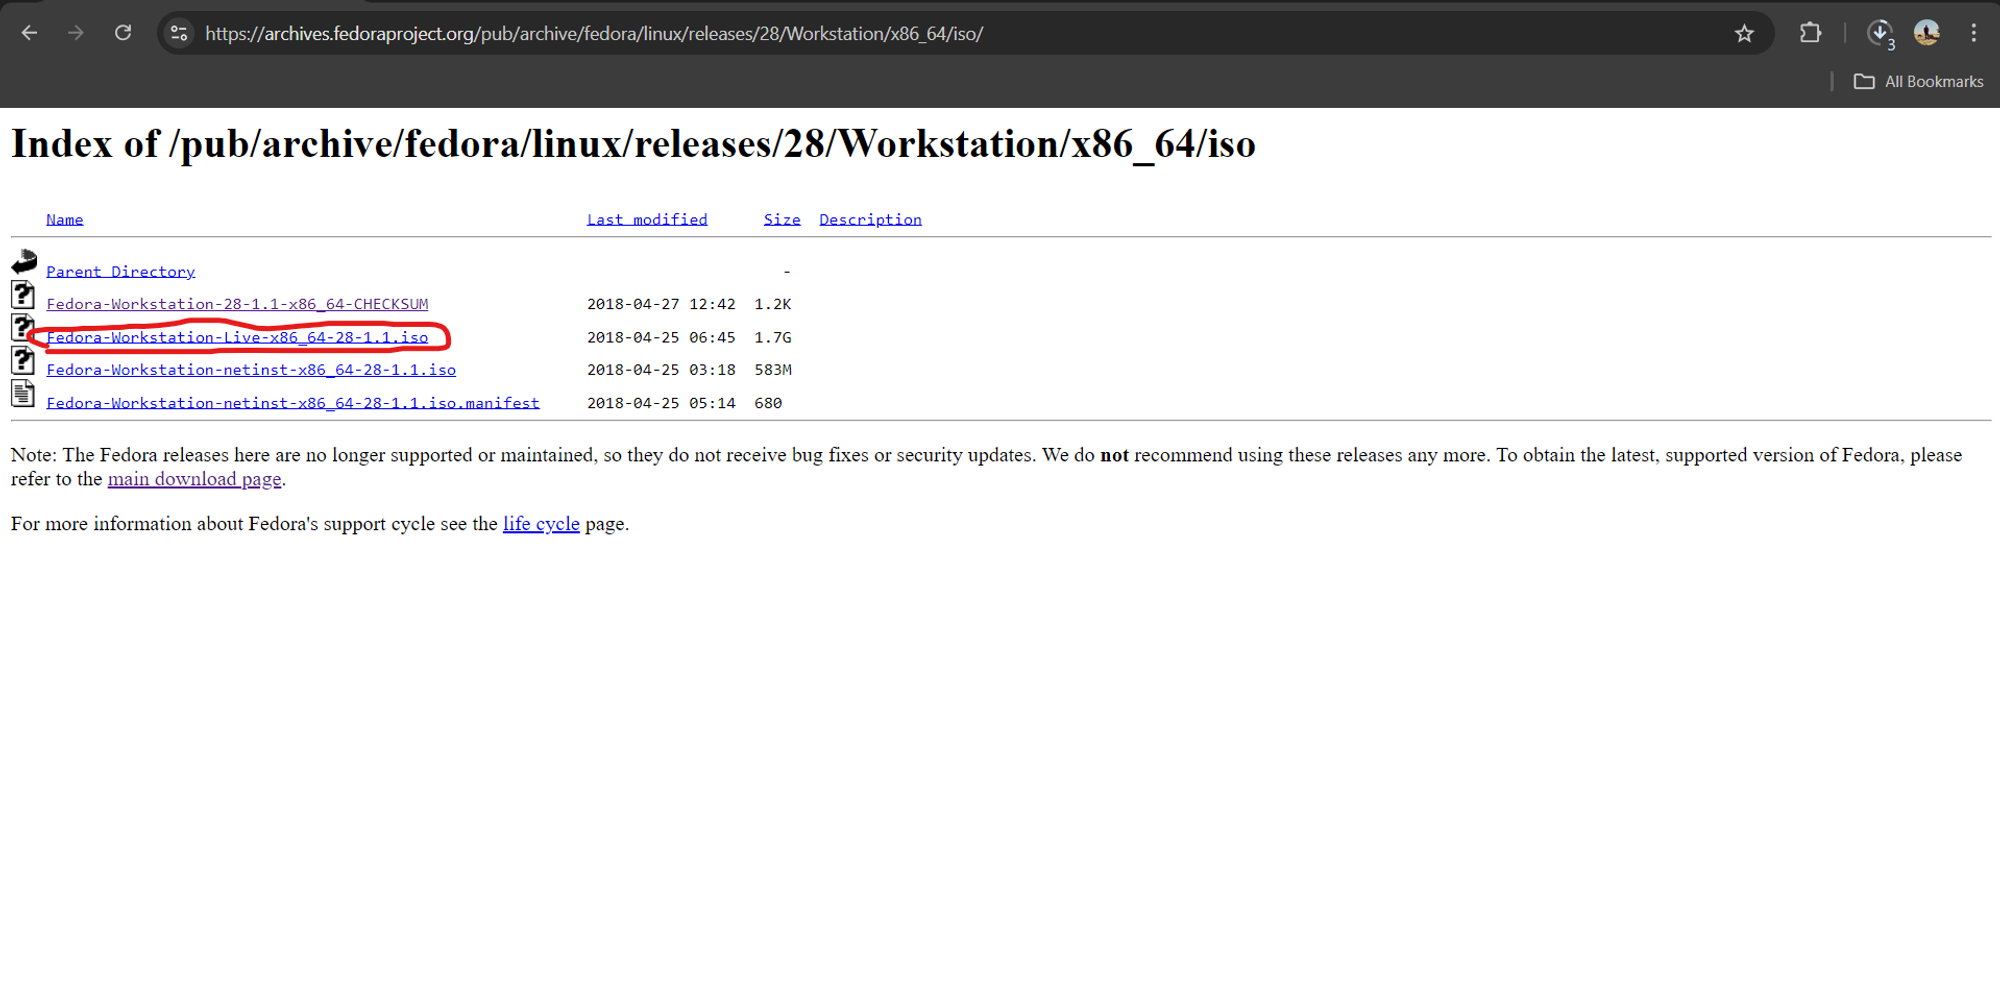 https://archives.fedoraproject.org/pub/archive/fedora/linux/releases/28/Workstation/x86_64/iso/
3
All Bookmarks
Index of /pub/archive/fedora/linux/releases/28/Workstation/x86_64/iso
Name Last modified Size Description
Parent Directory -
Fedora-Workstation-28-1.1-x86_64-CHECKSUM 2018-04-27 12:42 1.2K
Fedora-Workstation-Live-x86_64-28-1.1.iso 2018-04-25 06:45 1.7G
Fedora-Workstation-netinst-x86_64-28-1.1.iso 2018-04-25 03:18 583M
Fedora-Workstation-netinst-x86_64-28-1.1.iso.manifest 2018-04-25 05:14 680
Note: The Fedora releases here are no longer supported or maintained, so they do not receive bug fixes or security updates. We do not recommend using these releases any more. To obtain the latest, supported version of Fedora, please
refer to the main download page.
For more information about Fedora's support cycle see the life cycle page.